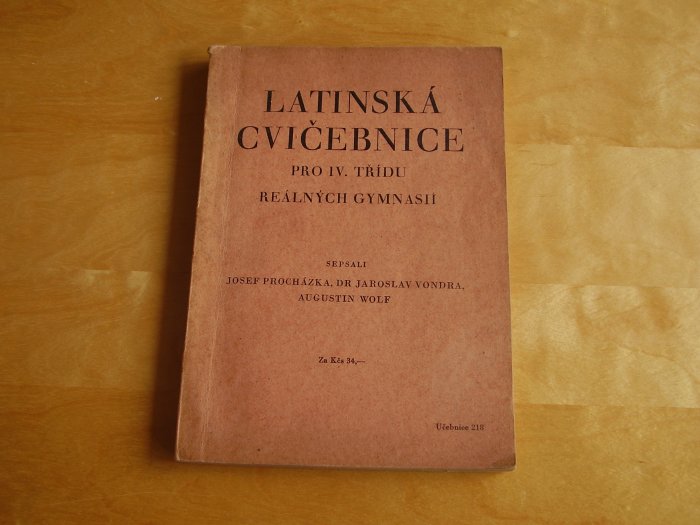 LATINSKÁ
CVIČEBNICE
PRO IV. TŘÍDU
REÁLNÝCH GYMNASIÍ
SEPSALI
JOSEF PROCHÁZKA, DR JAROSLAV VONDRA,
AUGUSTIN WOLF
Za Kčs 34,—
Učebnice 218